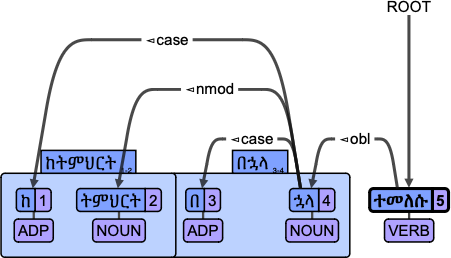 ROOT
case
nmod
case
obl
ከትምህርት 1-2
በኋላ 3-4
ከ 1
ትምህርት 2
በ 3
ኋላ 4
ተመለሱ 5
ADP
NOUN
ADP
NOUN
VERB